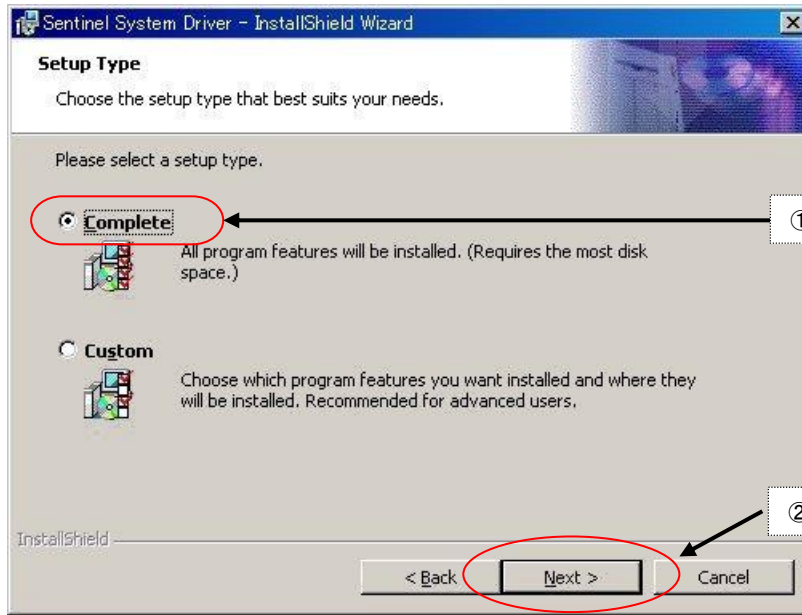 Sentinel System Driver - InstallShield Wizard
Setup Type
Choose the setup type that best suits your needs.
Please select a setup type.
Complete
①
All program features will be installed. (Requires the most disk
space.)
Custom
Choose which program features you want installed and where they
will be installed. Recommended for advanced users.
②
InstallShield
< Back
Next >
Cancel